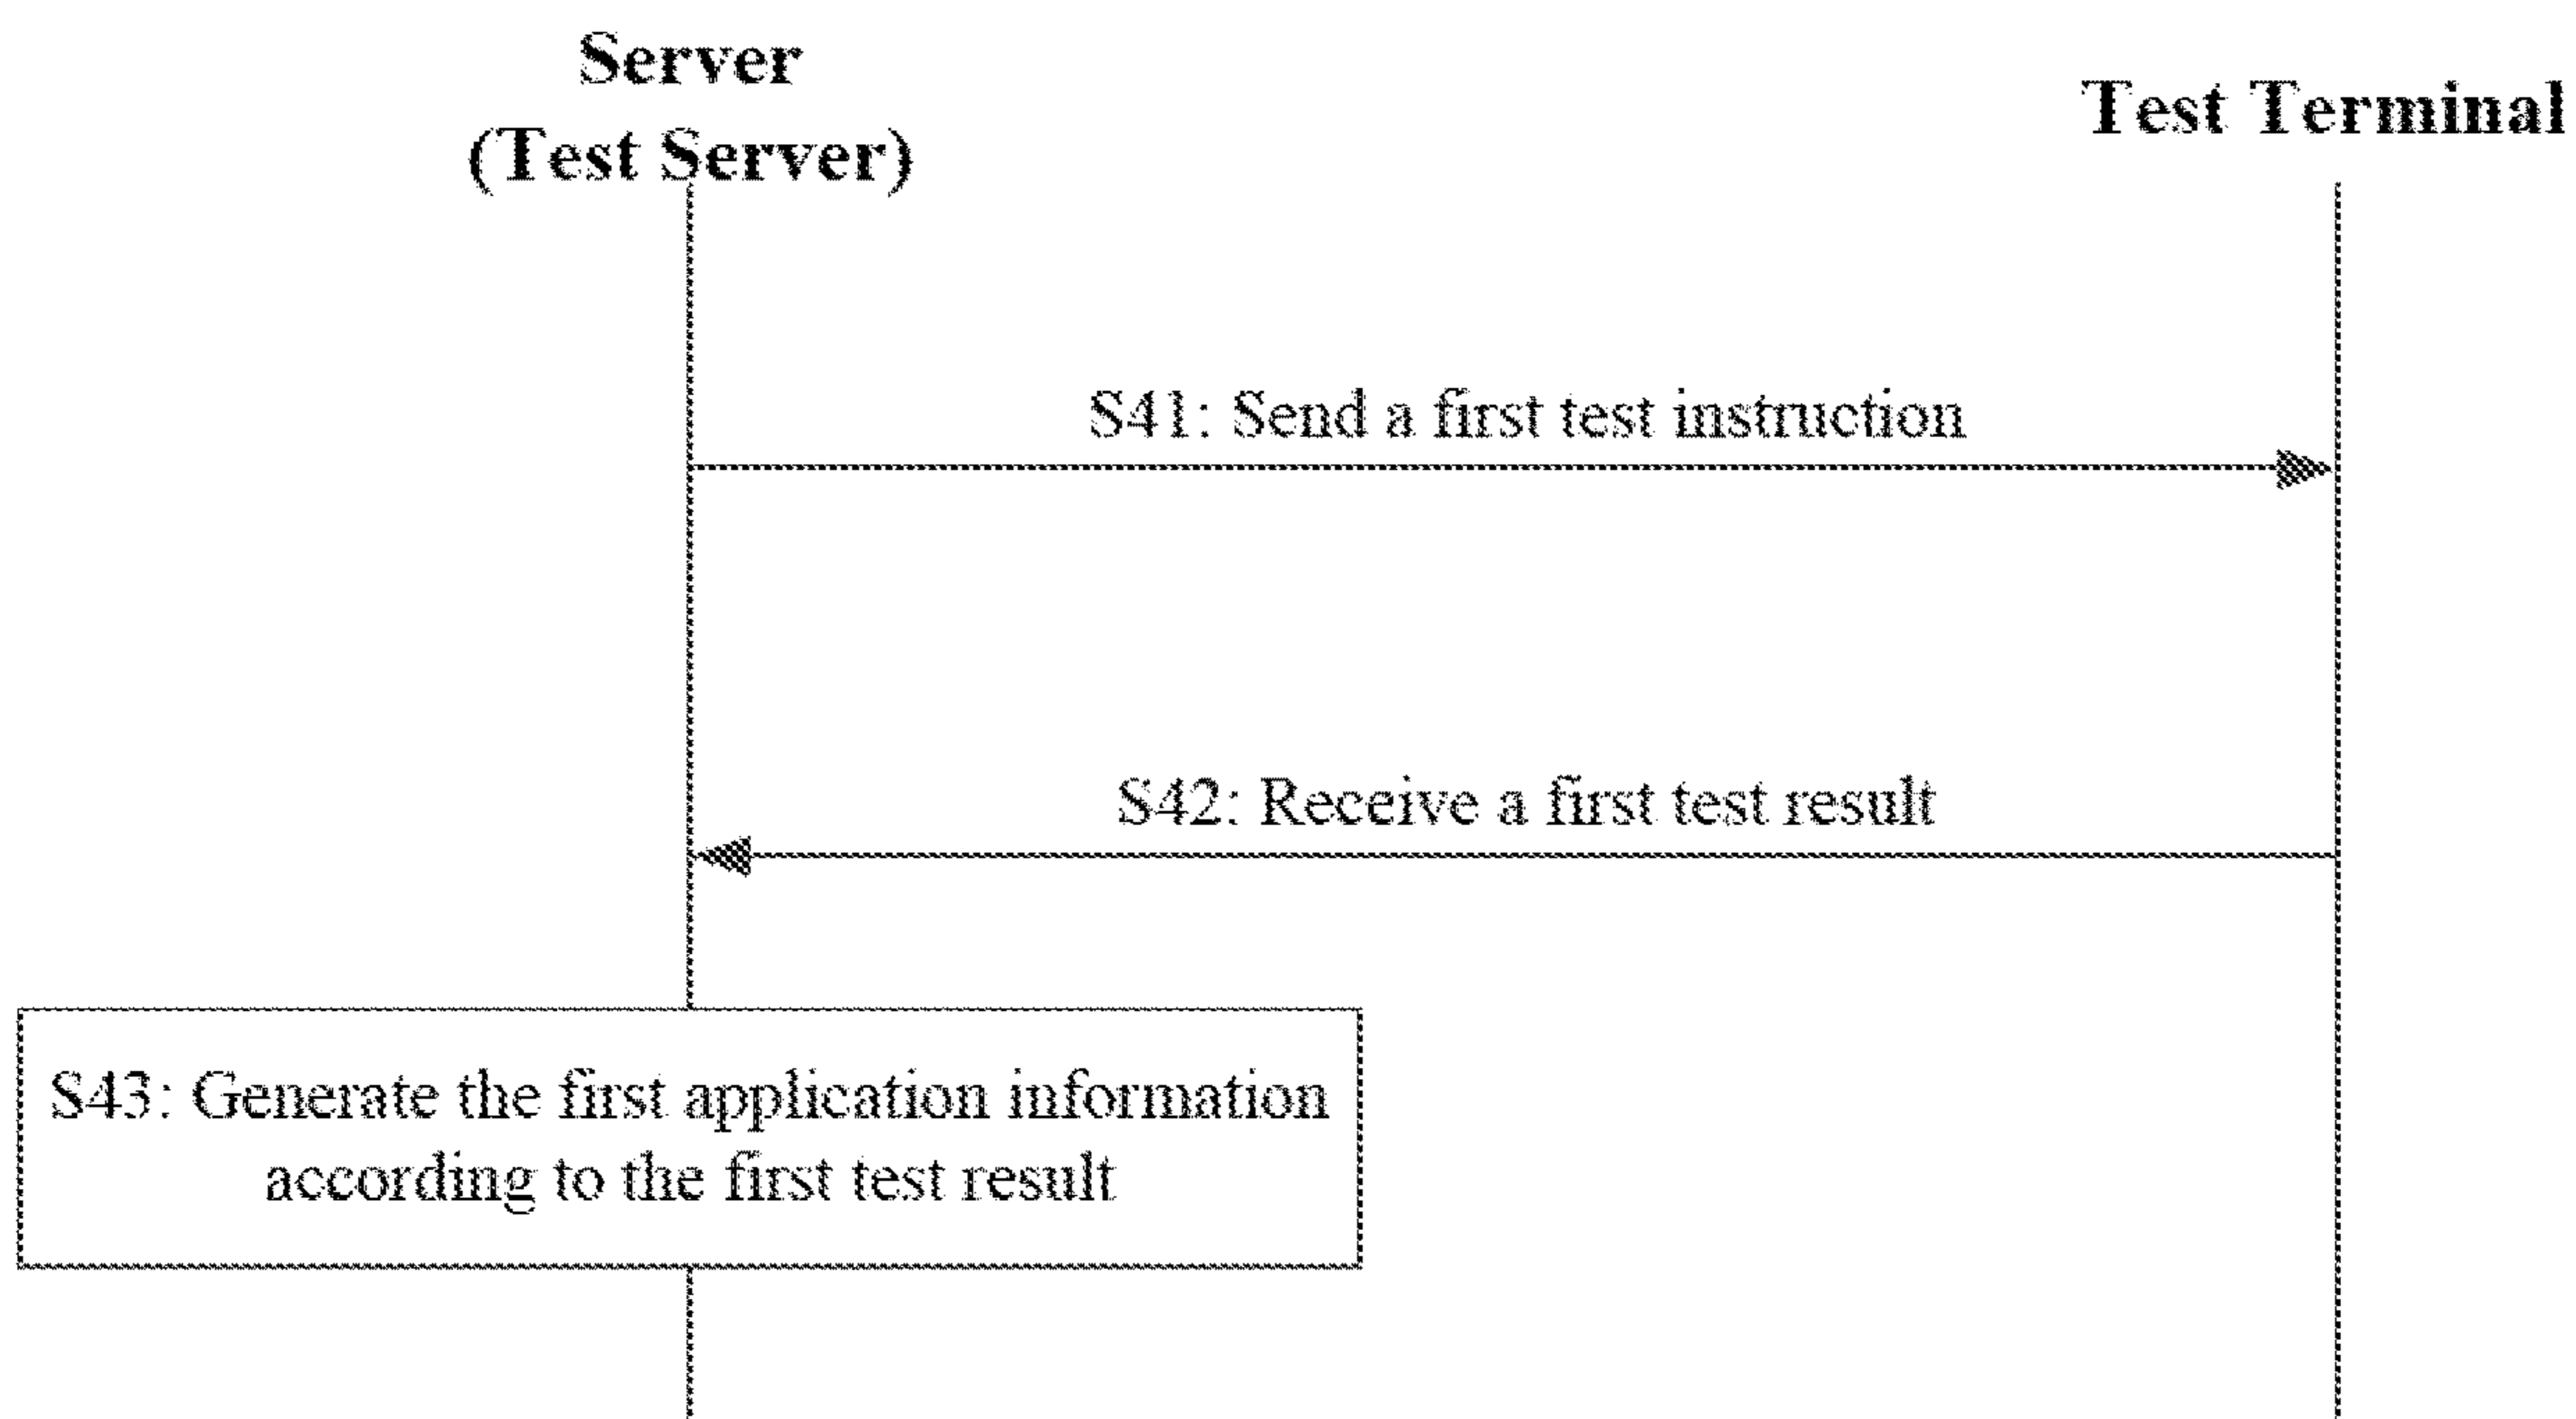 Server
(Test Server)
Test Terminal
S41: Send a first test instruction
S42: Receive a first test result
S43: Generate the first application information
according to the first test result